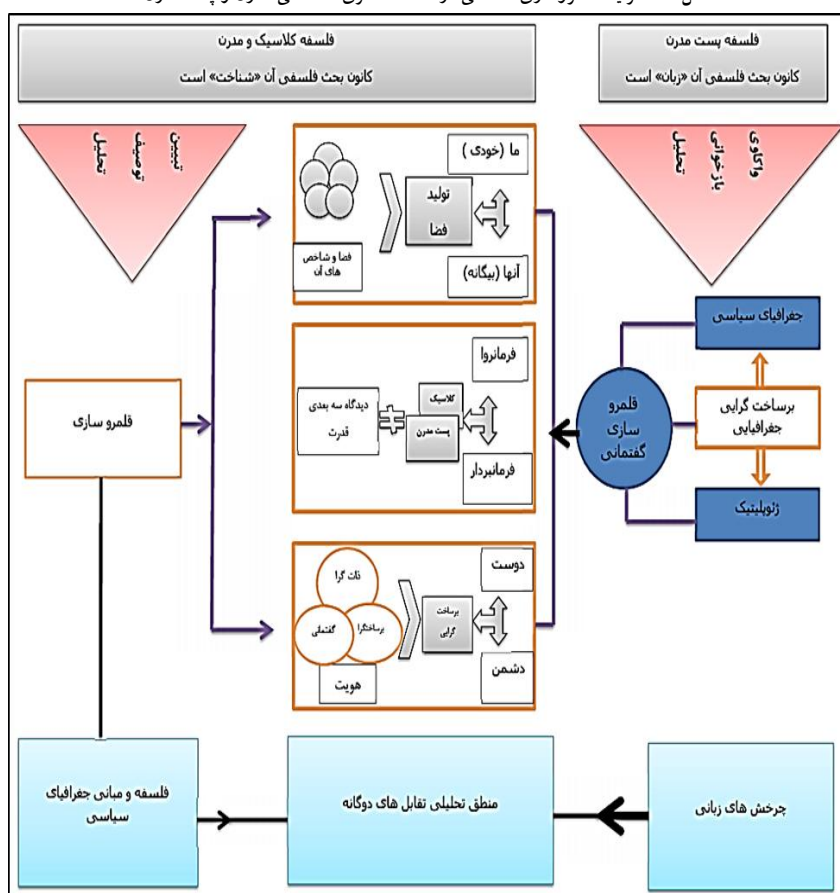 فلسفه پست مدرن
کانون بحث فلسفی آن «زبان» است
فلسفه کلاسیک و مدرن
کانون بحث فلسفی آن «شناخت» است
واکاوی
بازخوانی
تحلیل
تبیین
توصیف
تحلیل
ما (خودی )
تولید
فضا
فضا و شاخص
های آن
آنها (بیگانه)
جغرافیای سیاسی
برساخت گرایی
جغرافیایی
ژئوپلیتیک
قلمرو
سازی
گفتمانی
فرمانروا
کلاسیک
پست مدرن
دیدگاه سه بعدی
قدرت
فرمانبردار
قلمرو سازی
دوست
ذات گرا
برساختگرا
گفتمانی
برساخت
گرایی
هویت
دشمن
چرخش های زبانی
منطق تحلیلی تقابل های دوگانه
فلسفه و مبانی جغرافیای
سیاسی